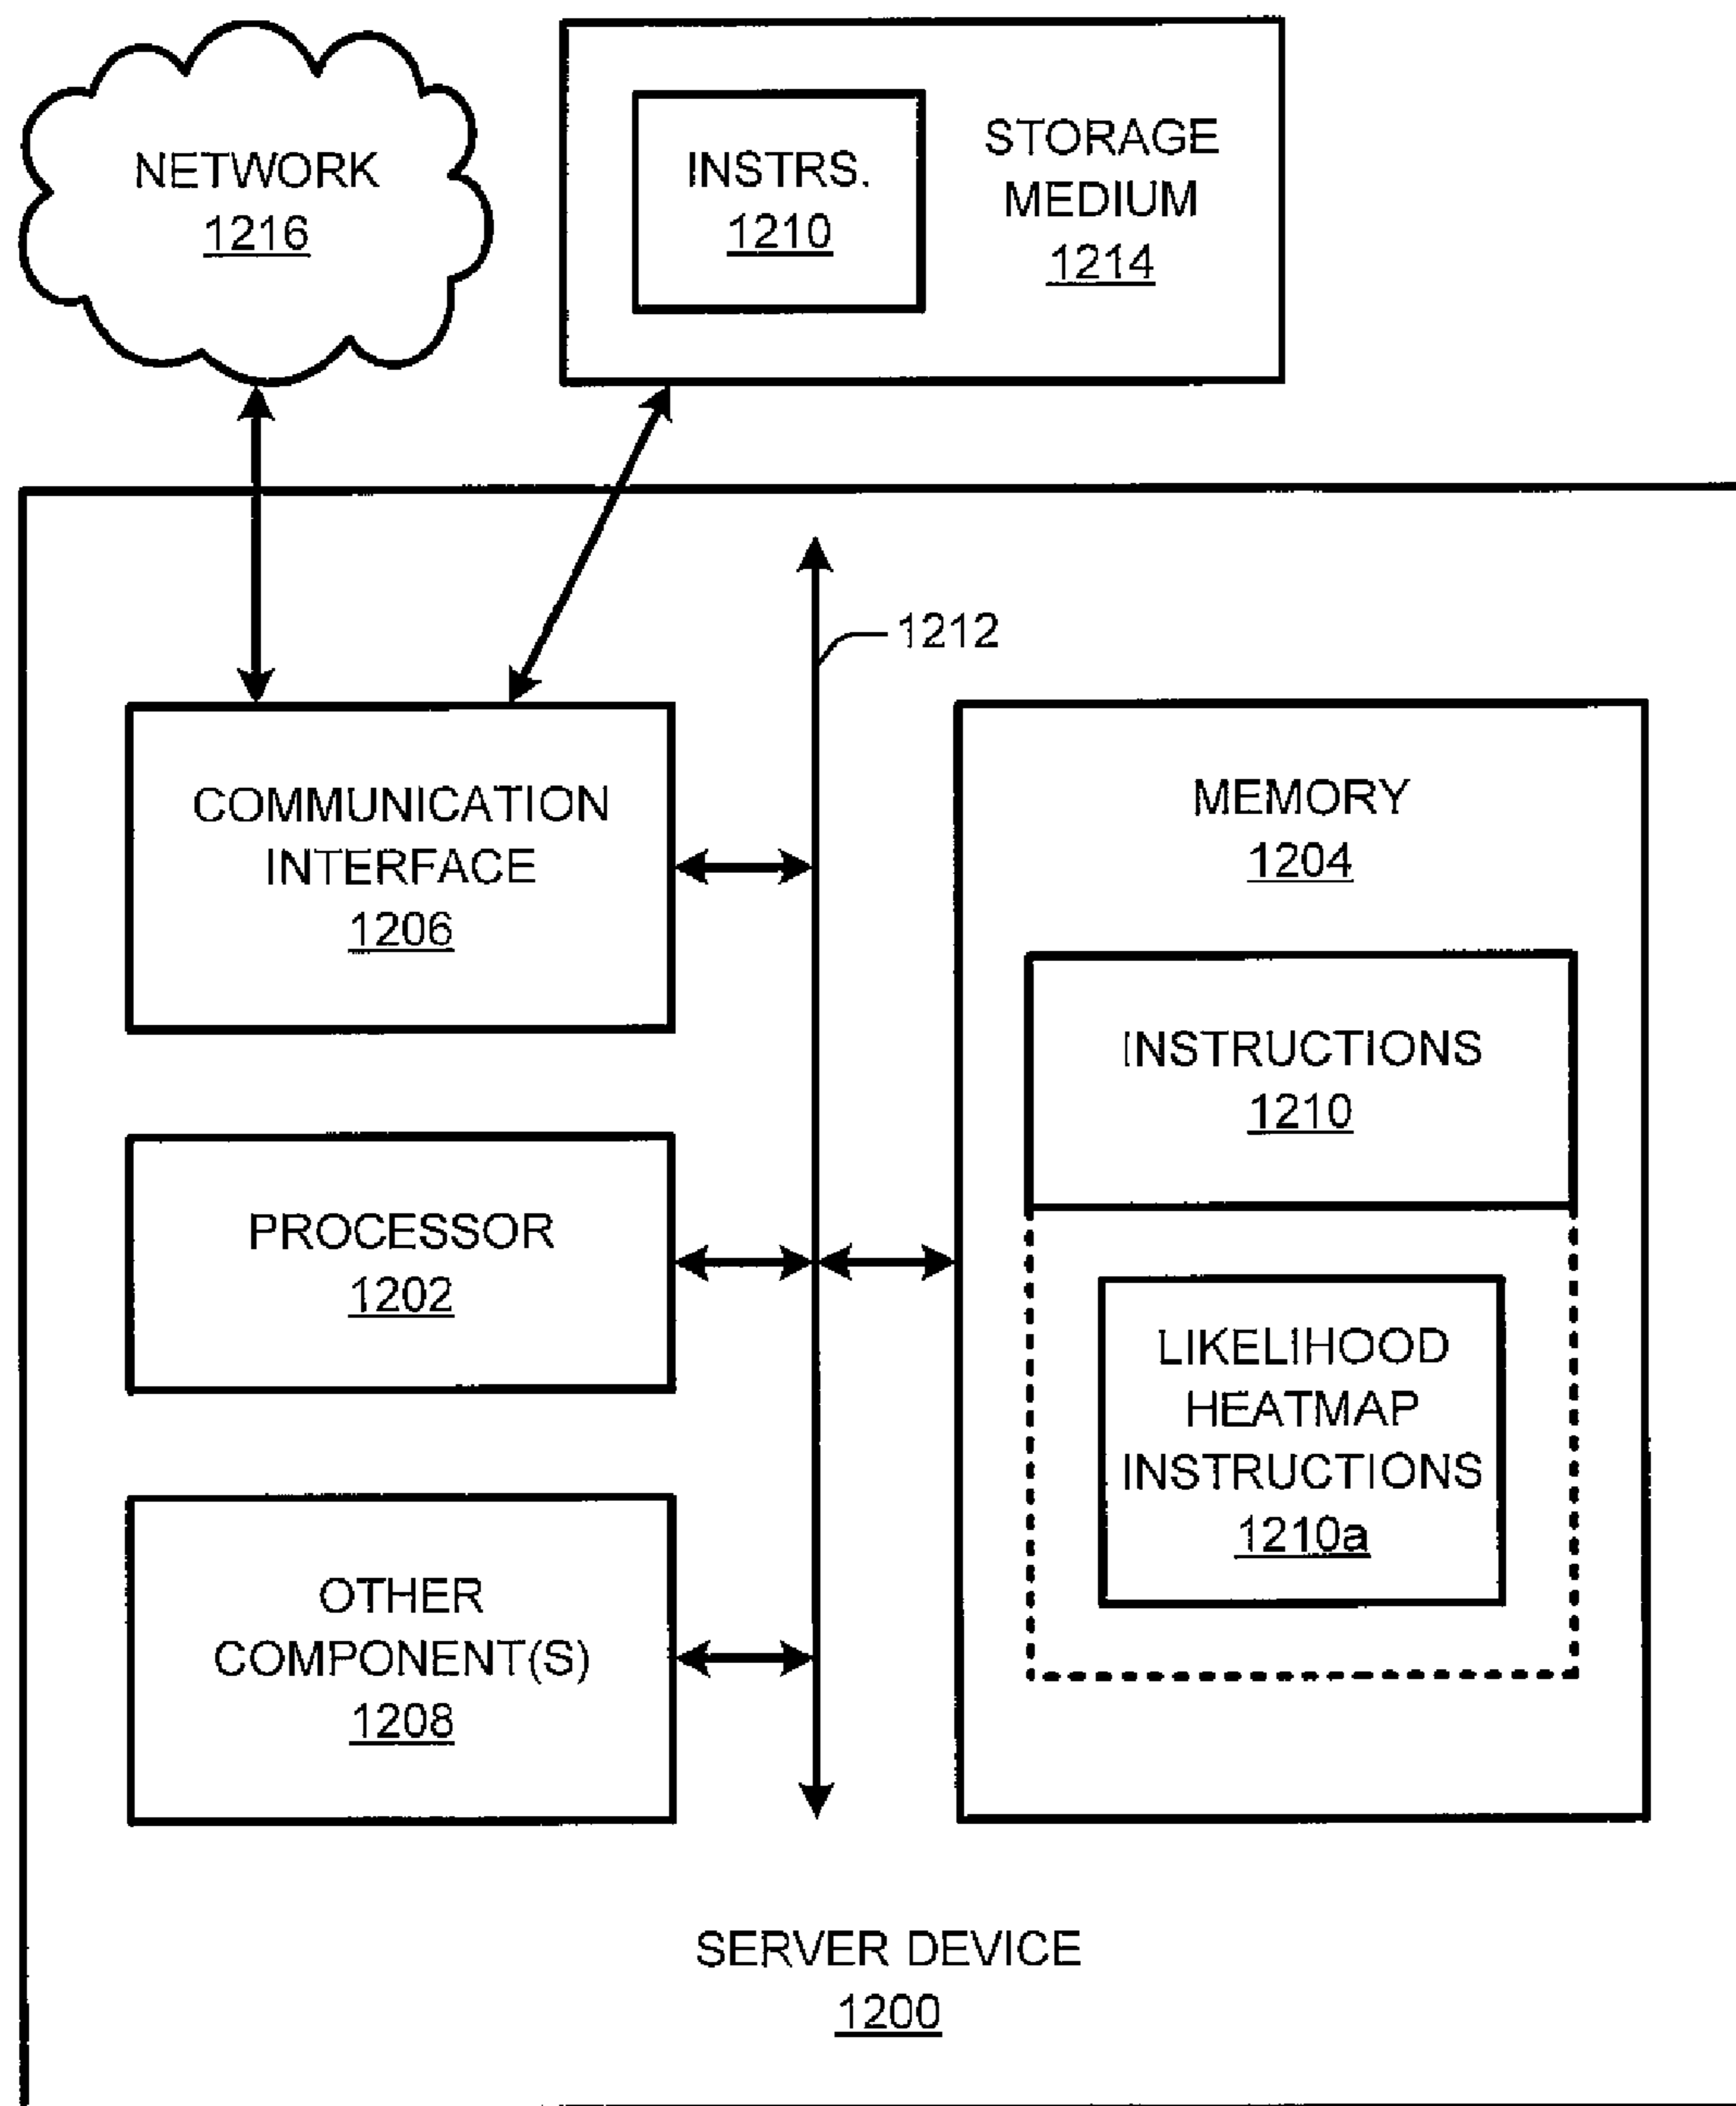 NETWORK
1216
INSTRS.
1210
STORAGE
MEDIUM
1214
1212
COMMUNICATION
INTERFACE
1206
MEMORY
1204
INSTRUCTIONS
1210
PROCESSOR
1202
LIKELIHOOD
HEATMAP
INSTRUCTIONS
1210a
OTHER
COMPONENT(S)
1208
SERVER DEVICE
1200